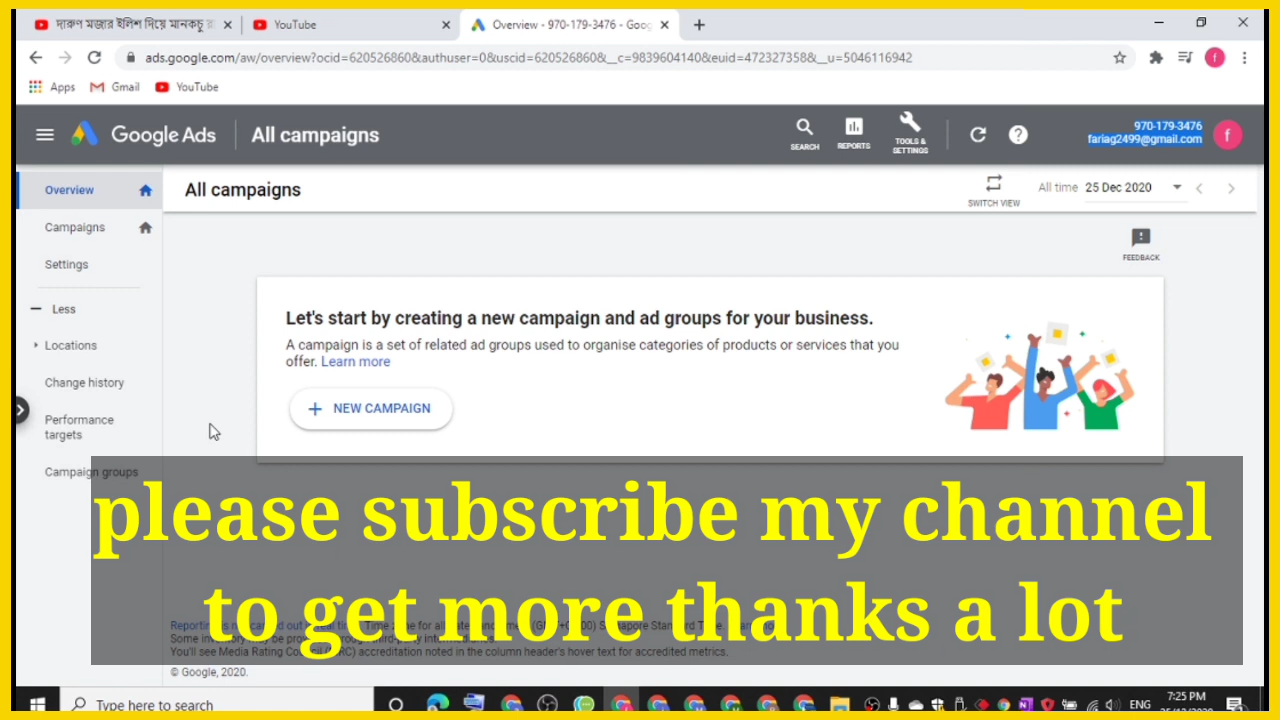 দারুণ মজার ইলিশ দিয়ে মানকচু
YouTube
Overview - 970-179-3476 - Goog
ads.google.com/aw/overview?ocid=620526860&authuser=0&uscid=620526860&__c=9839604140&euid=472327358&__u=5046116942
f
Apps
Gmail
YouTube
Google Ads
All campaigns
SEARCH
REPORTS
TOOLS &
SETTINGS
970-179-3476
fariag2499@gmail.com
f
Overview
Campaigns
Settings
Less
Locations
Change history
Performance
targets
Campaign groups
All campaigns
SWITCH VIEW
All time
25 Dec 2020
FEEDBACK
Let's start by creating a new campaign and ad groups for your business.
A campaign is a set of related ad groups used to organise categories of products or services that you
offer. Learn more
+ NEW CAMPAIGN
please subscribe my channel
to get more thanks a lot
You'll see Media Rating Council (MRC) accreditation noted in the column header's hover text for accredited metrics.
© Google, 2020.
Type here to search
ENG
7:25 PM